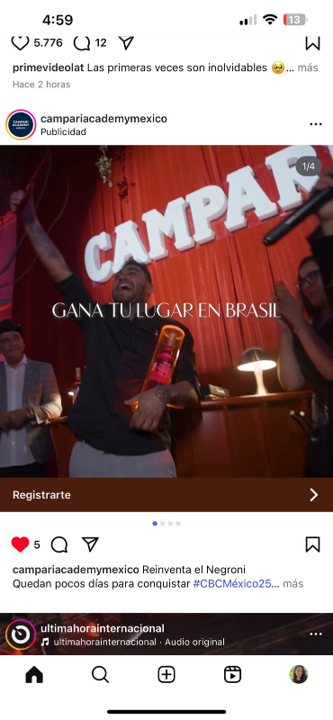 4:59
13
5.776
12
primevideolat Las primeras veces son inolvidables 🥹... más
Hace 2 horas
campariacademymexico
Publicidad
1/4
CAMPARI
GANA TU LUGAR EN BRASIL
Registrarte
5
campariacademymexico Reinventa el Negroni
Quedan pocos días para conquistar #CBCMéxico25... más
ultimahorainternacional
ultimahorainternacional · Audio original